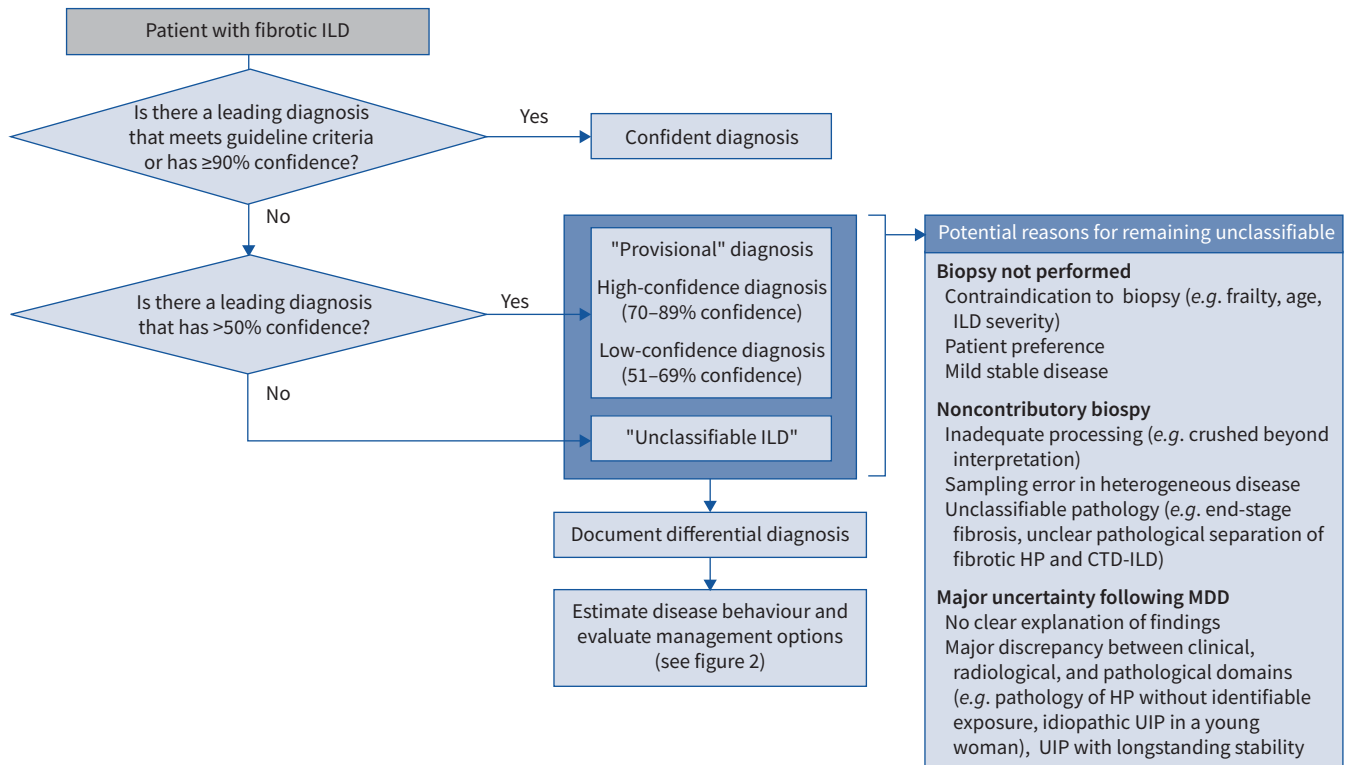 Patient with fibrotic ILD
Is there a leading diagnosis
that meets guideline criteria
or has ≥90% confidence?
Yes
Confident diagnosis
No
Is there a leading diagnosis
that has >50% confidence?
Yes
"Provisional" diagnosis
High-confidence diagnosis
(70–89% confidence)
Low-confidence diagnosis
(51–69% confidence)
No
"Unclassifiable ILD"
Document differential diagnosis
Estimate disease behaviour and
evaluate management options
(see figure 2)
Potential reasons for remaining unclassifiable
Biopsy not performed
Contraindication to biopsy (e.g. frailty, age,
ILD severity)
Patient preference
Mild stable disease
Noncontributory biospy
Inadequate processing (e.g. crushed beyond
interpretation)
Sampling error in heterogeneous disease
Unclassifiable pathology (e.g. end-stage
fibrosis, unclear pathological separation of
fibrotic HP and CTD-ILD)
Major uncertainty following MDD
No clear explanation of findings
Major discrepancy between clinical,
radiological, and pathological domains
(e.g. pathology of HP without identifiable
exposure, idiopathic UIP in a young
woman), UIP with longstanding stability